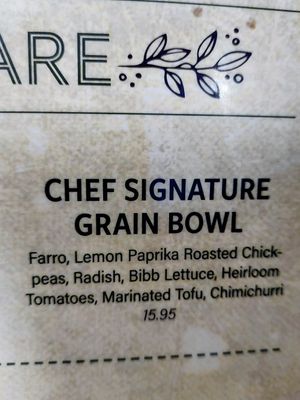 ARE
CHEF SIGNATURE
GRAIN BOWL
Farro, Lemon Paprika Roasted Chick-
peas, Radish, Bibb Lettuce, Heirloom
Tomatoes, Marinated Tofu, Chimichurri
15.95